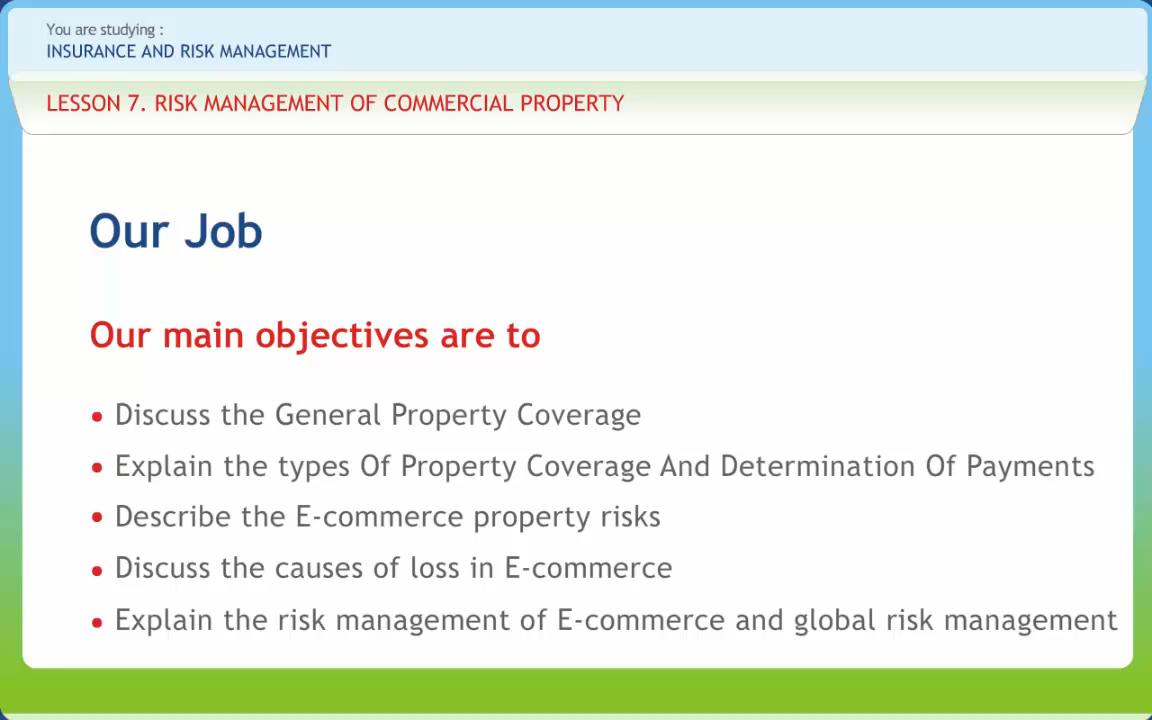 You are studying :
INSURANCE AND RISK MANAGEMENT
LESSON 7. RISK MANAGEMENT OF COMMERCIAL PROPERTY
Our Job
Our main objectives are to
• Discuss the General Property Coverage
• Explain the types Of Property Coverage And Determination Of Payments
• Describe the E-commerce property risks
• Discuss the causes of loss in E-commerce
• Explain the risk management of E-commerce and global risk management